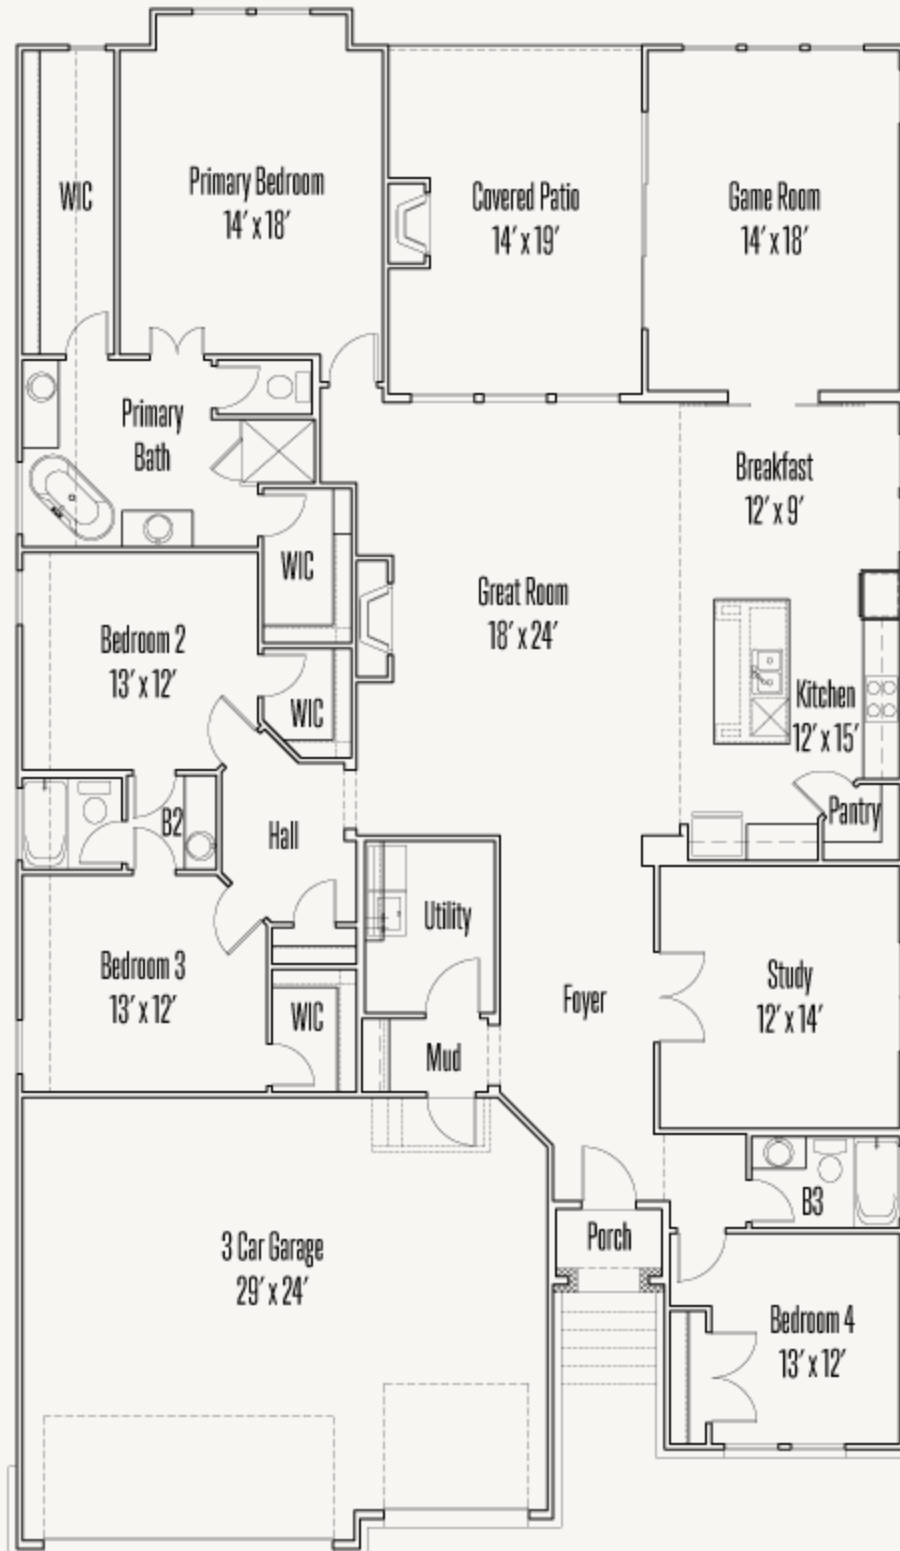 WIC
Primary Bedroom
14′ x 18′
Covered Patio
14′ x 19′
Game Room
14′ x 18′
Primary
Bath
Breakfast
12′ x 9′
WIC
Great Room
18′ x 24′
Bedroom 2
13′ x 12′
WIC
Kitchen
12′ x 15′
Pantry
B2
Hall
Utility
Bedroom 3
13′ x 12′
WIC
Foyer
Study
12′ x 14′
Mud
B3
Porch
3 Car Garage
29′ x 24′
Bedroom 4
13′ x 12′